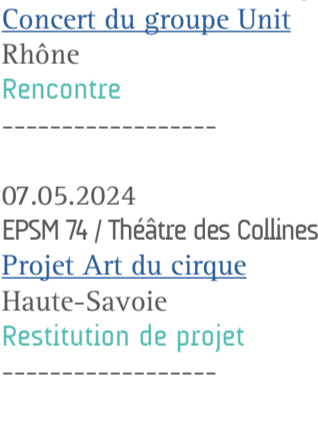 Concert du groupe Unit
Rhône
Rencontre
------------------
07.05.2024
EPSM 74 / Théâtre des Collines
Projet Art du cirque
Haute-Savoie
Restitution de projet
------------------